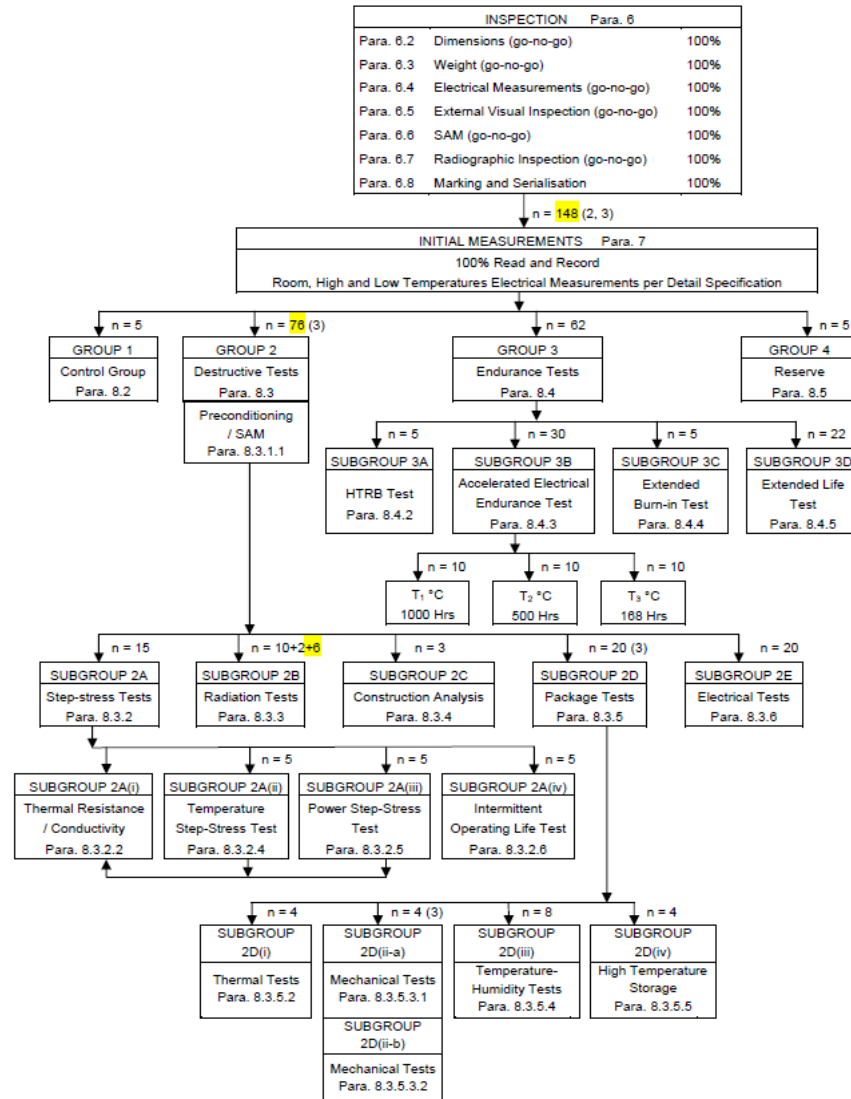 INSPECTION Para. 6
Para. 6.2 Dimensions (go-no-go) 100%
Para. 6.3 Weight (go-no-go) 100%
Para. 6.4 Electrical Measurements (go-no-go) 100%
Para. 6.5 External Visual Inspection (go-no-go) 100%
Para. 6.6 SAM (go-no-go) 100%
Para. 6.7 Radiographic Inspection (go-no-go) 100%
Para. 6.8 Marking and Serialisation 100%
n = 148 (2, 3)
INITIAL MEASUREMENTS Para. 7
100% Read and Record
Room, High and Low Temperatures Electrical Measurements per Detail Specification
n = 5
n = 76 (3)
n = 62
n = 5
GROUP 1
Control Group
Para. 8.2
GROUP 2
Destructive Tests
Para. 8.3
Preconditioning
/ SAM
Para. 8.3.1.1
GROUP 3
Endurance Tests
Para. 8.4
GROUP 4
Reserve
Para. 8.5
n = 5
n = 30
n = 5
n = 22
SUBGROUP 3A
HTRB Test
Para. 8.4.2
SUBGROUP 3B
Accelerated Electrical
Endurance Test
Para. 8.4.3
SUBGROUP 3C
Extended
Burn-in Test
Para. 8.4.4
SUBGROUP 3D
Extended Life
Test
Para. 8.4.5
n = 10
n = 10
n = 10
T₁ °C
1000 Hrs
T₂ °C
500 Hrs
T₃ °C
168 Hrs
n = 15
n = 10+2+6
n = 3
n = 20 (3)
n = 20
SUBGROUP 2A
Step-stress Tests
Para. 8.3.2
SUBGROUP 2B
Radiation Tests
Para. 8.3.3
SUBGROUP 2C
Construction Analysis
Para. 8.3.4
SUBGROUP 2D
Package Tests
Para. 8.3.5
SUBGROUP 2E
Electrical Tests
Para. 8.3.6
n = 5
n = 5
n = 5
SUBGROUP 2A(i)
Thermal Resistance
/ Conductivity
Para. 8.3.2.2
SUBGROUP 2A(ii)
Temperature
Step-Stress Test
Para. 8.3.2.4
SUBGROUP 2A(iii)
Power Step-Stress
Test
Para. 8.3.2.5
SUBGROUP 2A(iv)
Intermittent
Operating Life Test
Para. 8.3.2.6
n = 4
n = 4 (3)
n = 8
n = 4
SUBGROUP
2D(i)
Thermal Tests
Para. 8.3.5.2
SUBGROUP
2D(ii-a)
Mechanical Tests
Para. 8.3.5.3.1
SUBGROUP
2D(ii-b)
Mechanical Tests
Para. 8.3.5.3.2
SUBGROUP
2D(iii)
Temperature-
Humidity Tests
Para. 8.3.5.4
SUBGROUP
2D(iv)
High Temperature
Storage
Para. 8.3.5.5